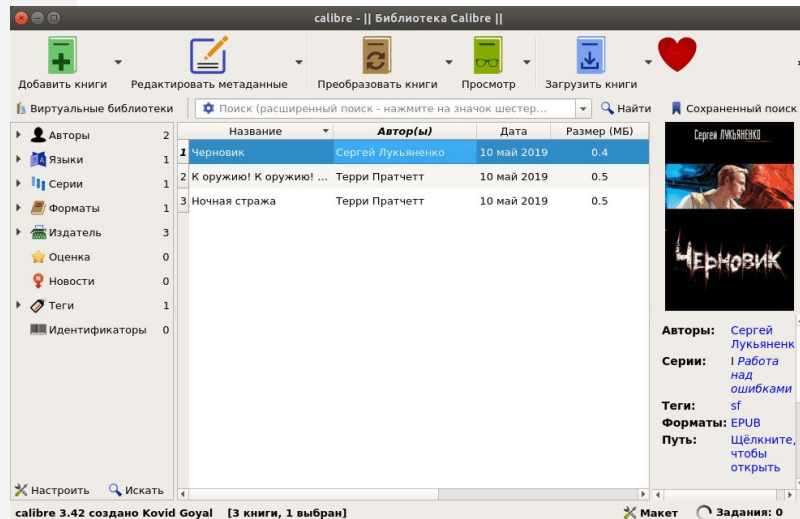 calibre - || Библиотека Calibre ||
Добавить книги Редактировать метаданные Преобразовать книги Просмотр Загрузить книги
Виртуальные библиотеки Поиск (расширенный поиск - нажмите на значок шестер... Найти Сохраненный поиск
Авторы 2
Языки 1
Серии 1
Форматы 1
Издатель 3
Оценка 0
Новости 0
Теги 1
Идентификаторы 0
Настроить Искать
Название Автор(ы) Дата Размер (МБ)
1 Черновик Сергей Лукьяненко 10 май 2019 0.4
2 К оружию! К оружию! ... Терри Пратчетт 10 май 2019 0.5
3 Ночная стража Терри Пратчетт 10 май 2019 0.5
Сергей ЛУКЬЯНЕНКО
ЧЕРНОВИК
Авторы: Сергей
Лукьяненк
Серии: I Работа
над
ошибками
Теги: sf
Форматы: EPUB
Путь: Щёлкните,
чтобы
открыть
calibre 3.42 создано Kovid Goyal [3 книги, 1 выбран] Макет Задания: 0